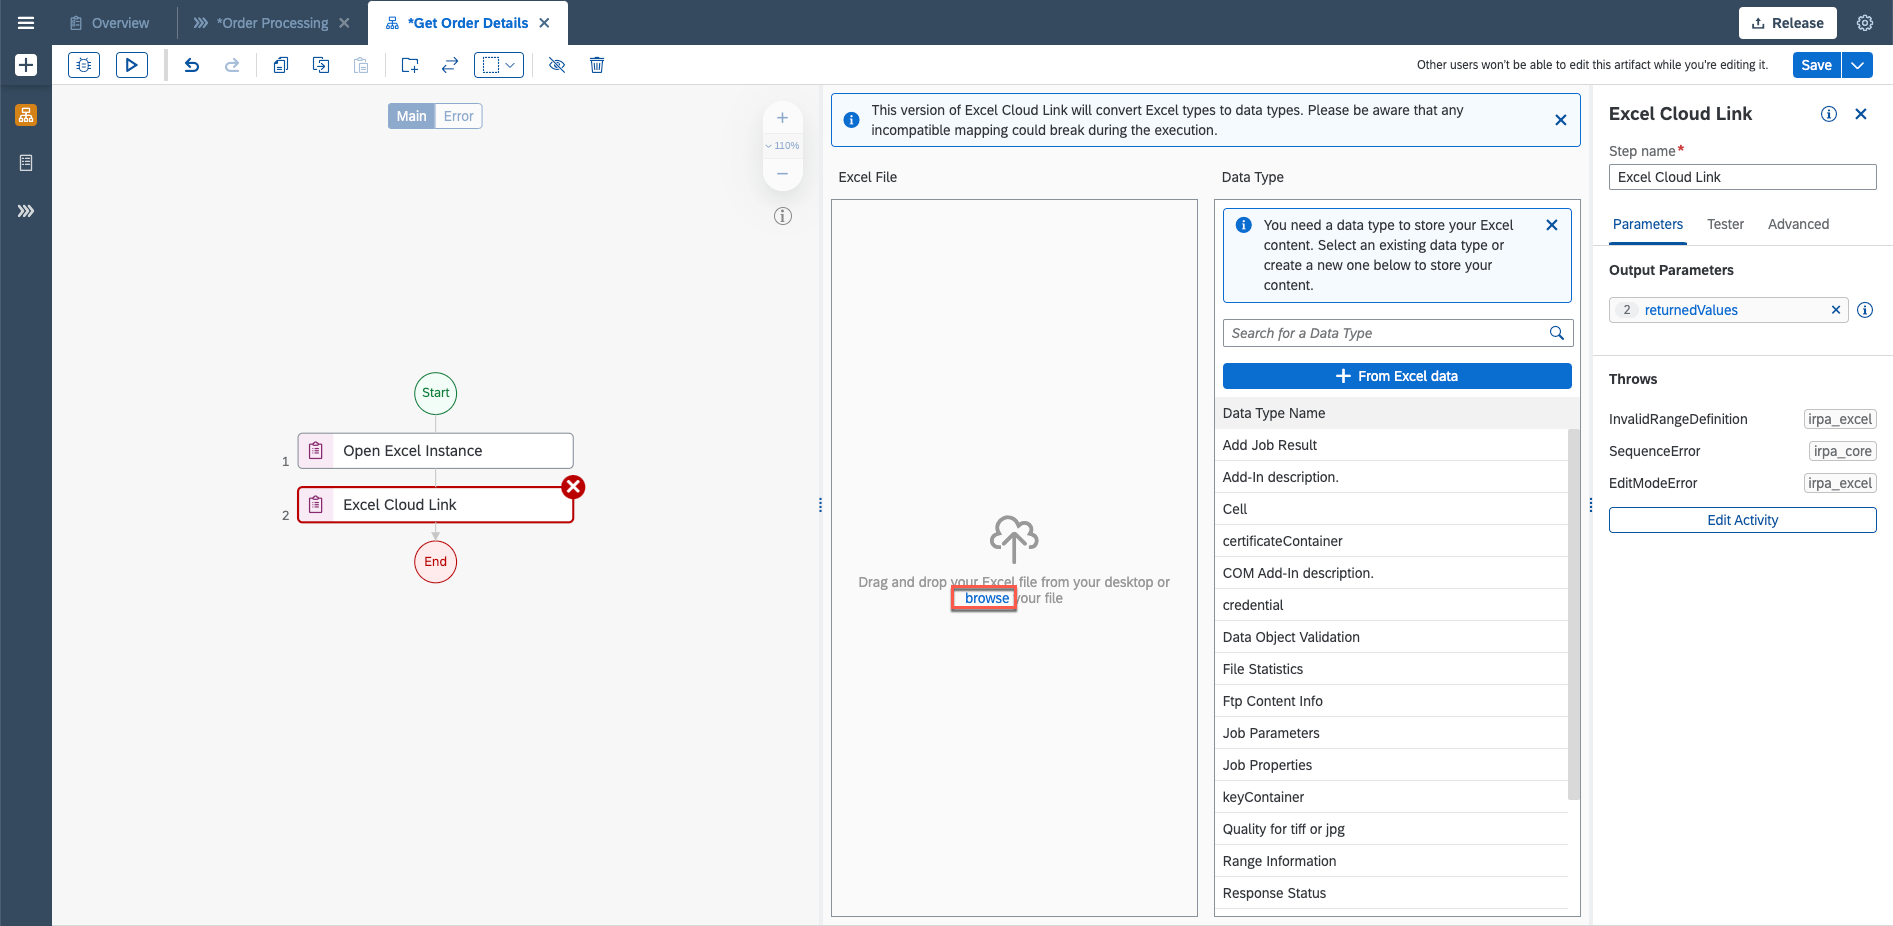 Overview
*Order Processing
*Get Order Details
Release
Other users won't be able to edit this artifact while you're editing it.
Save
Main
Error
110%
Start
1
Open Excel Instance
2
Excel Cloud Link
End
This version of Excel Cloud Link will convert Excel types to data types. Please be aware that any
incompatible mapping could break during the execution.
Excel File
Drag and drop your Excel file from your desktop or
browse your file
Data Type
You need a data type to store your Excel
content. Select an existing data type or
create a new one below to store your
content.
Search for a Data Type
From Excel data
Data Type Name
Add Job Result
Add-In description.
Cell
certificateContainer
COM Add-In description.
credential
Data Object Validation
File Statistics
Ftp Content Info
Job Parameters
Job Properties
keyContainer
Quality for tiff or jpg
Range Information
Response Status
Excel Cloud Link
Step name*
Excel Cloud Link
Parameters
Tester
Advanced
Output Parameters
2 returnedValues
Throws
InvalidRangeDefinition irpa_excel
SequenceError irpa_core
EditModeError irpa_excel
Edit Activity